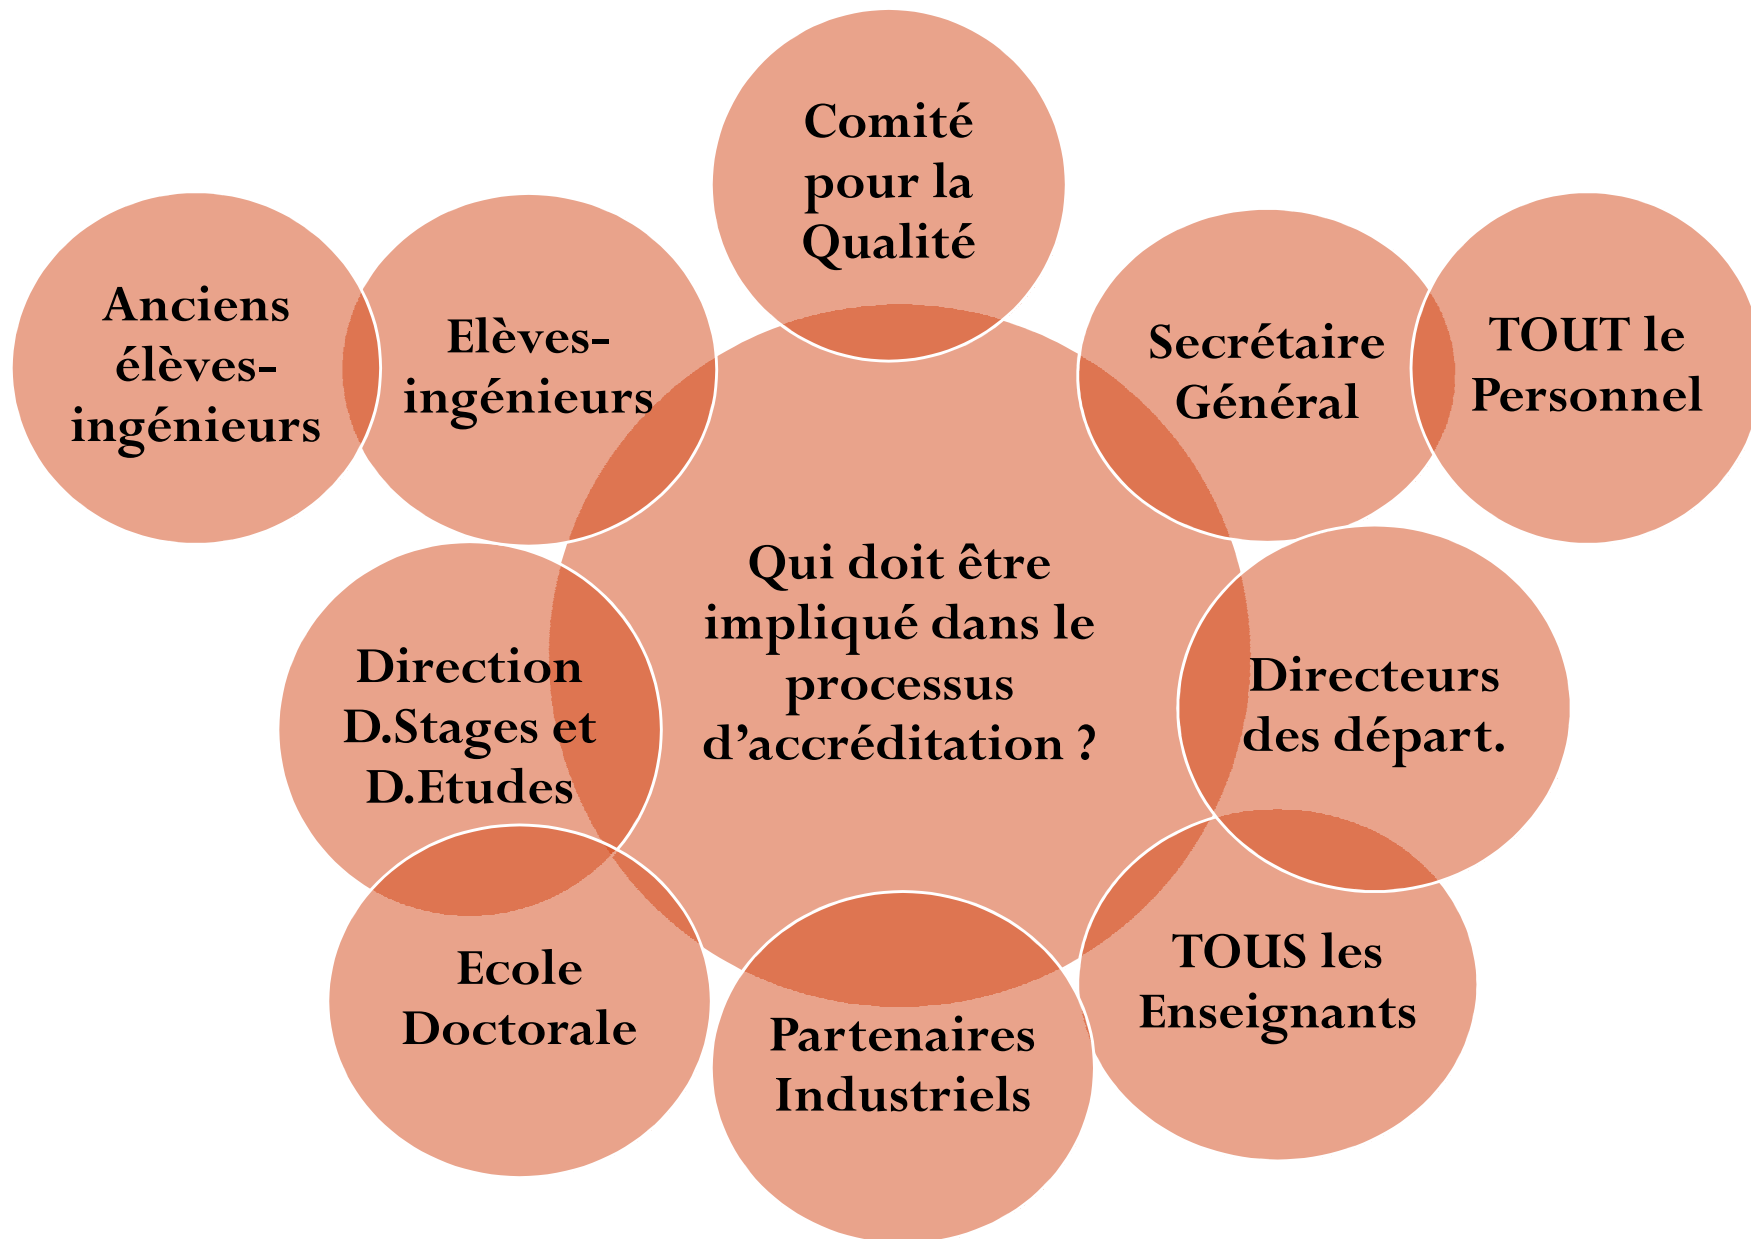 Comité
pour la
Qualité
Anciens
élèves-
ingénieurs
Elèves-
ingénieurs
Secrétaire
Général
TOUT le
Personnel
Qui doit être
impliqué dans le
processus
d’accréditation ?
Direction
D.Stages et
D.Etudes
Directeurs
des départ.
Ecole
Doctorale
Partenaires
Industriels
TOUS les
Enseignants